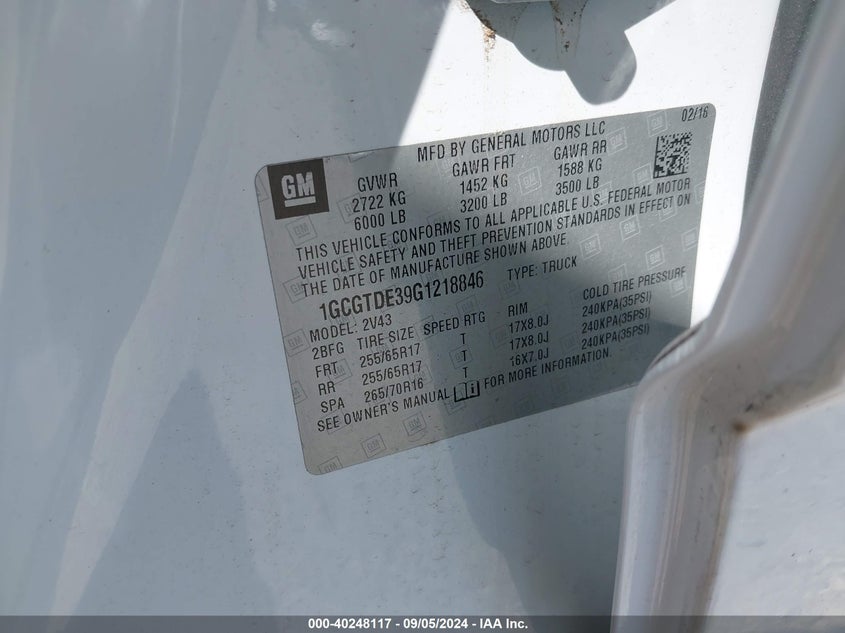 02/16
MFD BY GENERAL MOTORS LLC
GM
GVWR GAWR FRT GAWR RR
2722 KG 1452 KG 1588 KG
6000 LB 3200 LB 3500 LB
THIS VEHICLE CONFORMS TO ALL APPLICABLE U.S. FEDERAL MOTOR
VEHICLE SAFETY AND THEFT PREVENTION STANDARDS IN EFFECT ON
THE DATE OF MANUFACTURE SHOWN ABOVE.
1GCGTDE39G1218846 TYPE: TRUCK
MODEL: 2V43
2BFG TIRE SIZE SPEED RTG RIM COLD TIRE PRESSURE
FRT 255/65R17 T 17X8.0J 240KPA(35PSI)
RR 255/65R17 T 17X8.0J 240KPA(35PSI)
SPA 265/70R16 T 16X7.0J 240KPA(35PSI)
SEE OWNER'S MANUAL FOR MORE INFORMATION.
000-40248117 - 09/05/2024 - IAA Inc.